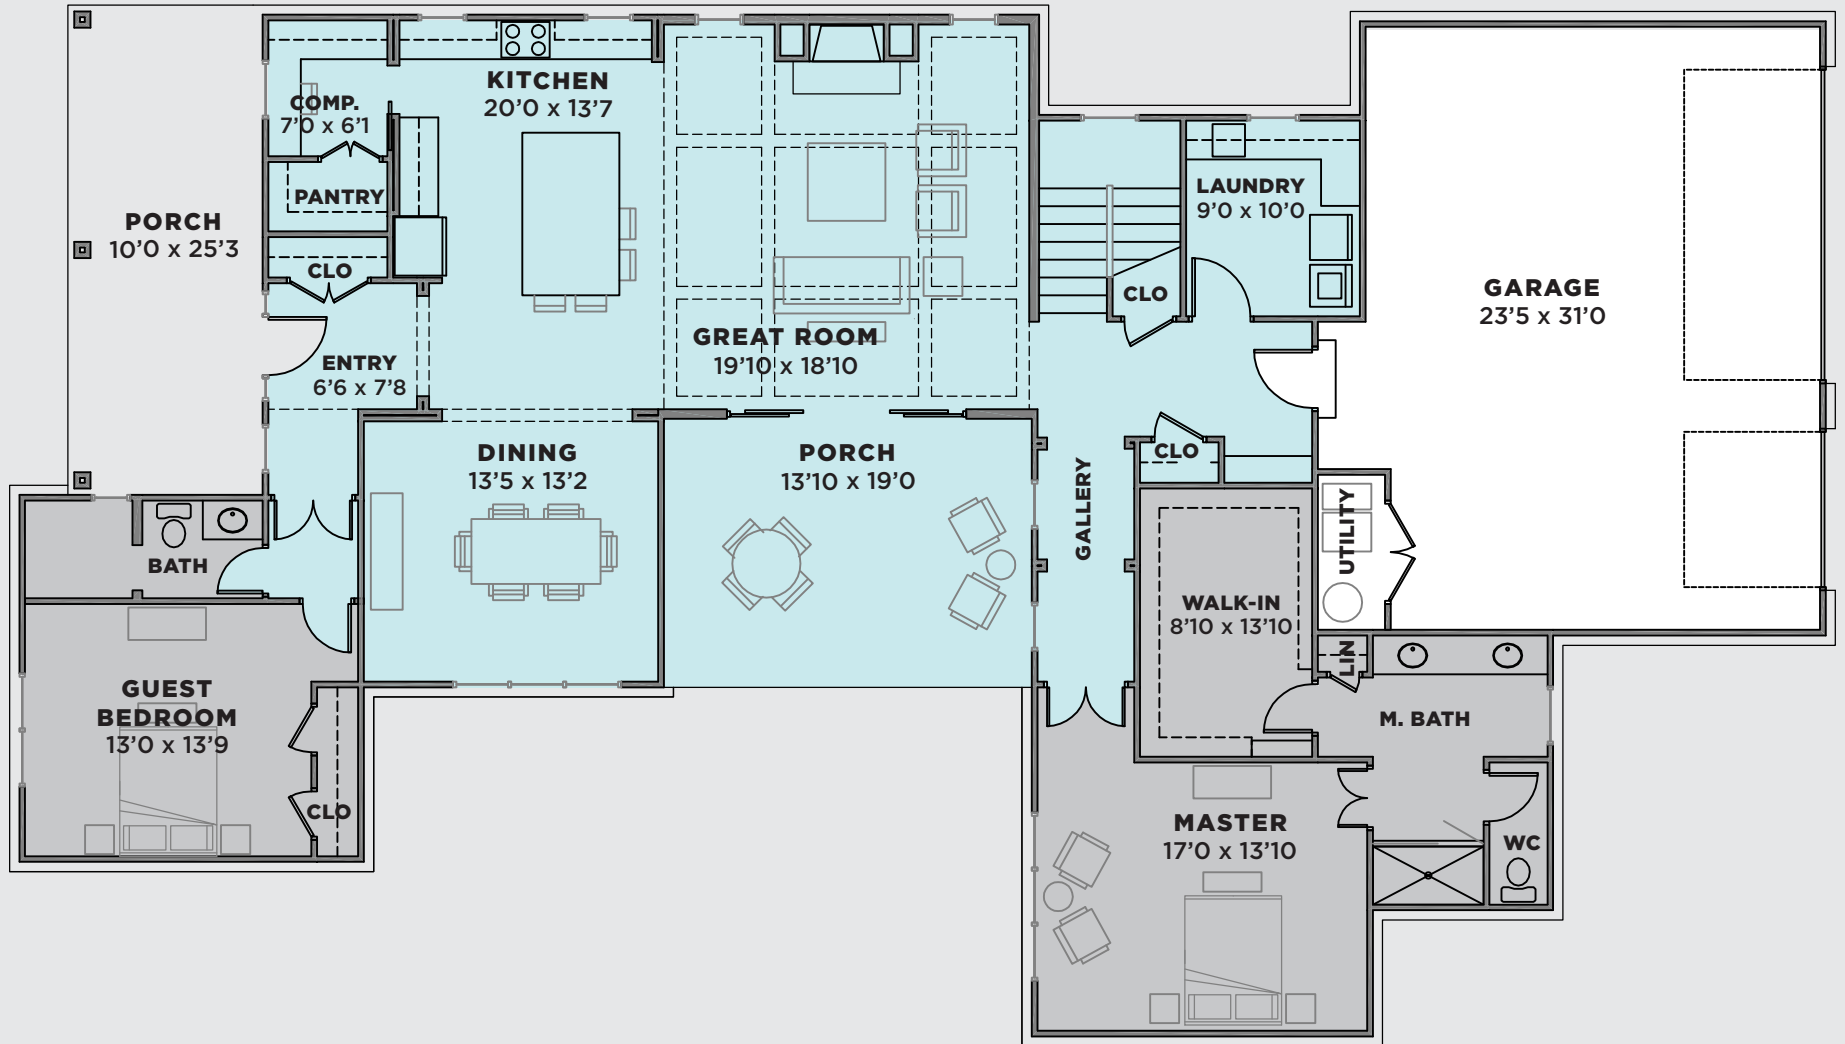 KITCHEN
20'0 x 13'7
COMP.
7'0 x 6'1
PANTRY
PORCH
10'0 x 25'3
CLO
ENTRY
6'6 x 7'8
GREAT ROOM
19'10 x 18'10
LAUNDRY
9'0 x 10'0
CLO
GARAGE
23'5 x 31'0
DINING
13'5 x 13'2
PORCH
13'10 x 19'0
GALLERY
CLO
UTILITY
BATH
WALK-IN
8'10 x 13'10
LIN
GUEST
BEDROOM
13'0 x 13'9
CLO
M. BATH
MASTER
17'0 x 13'10
WC